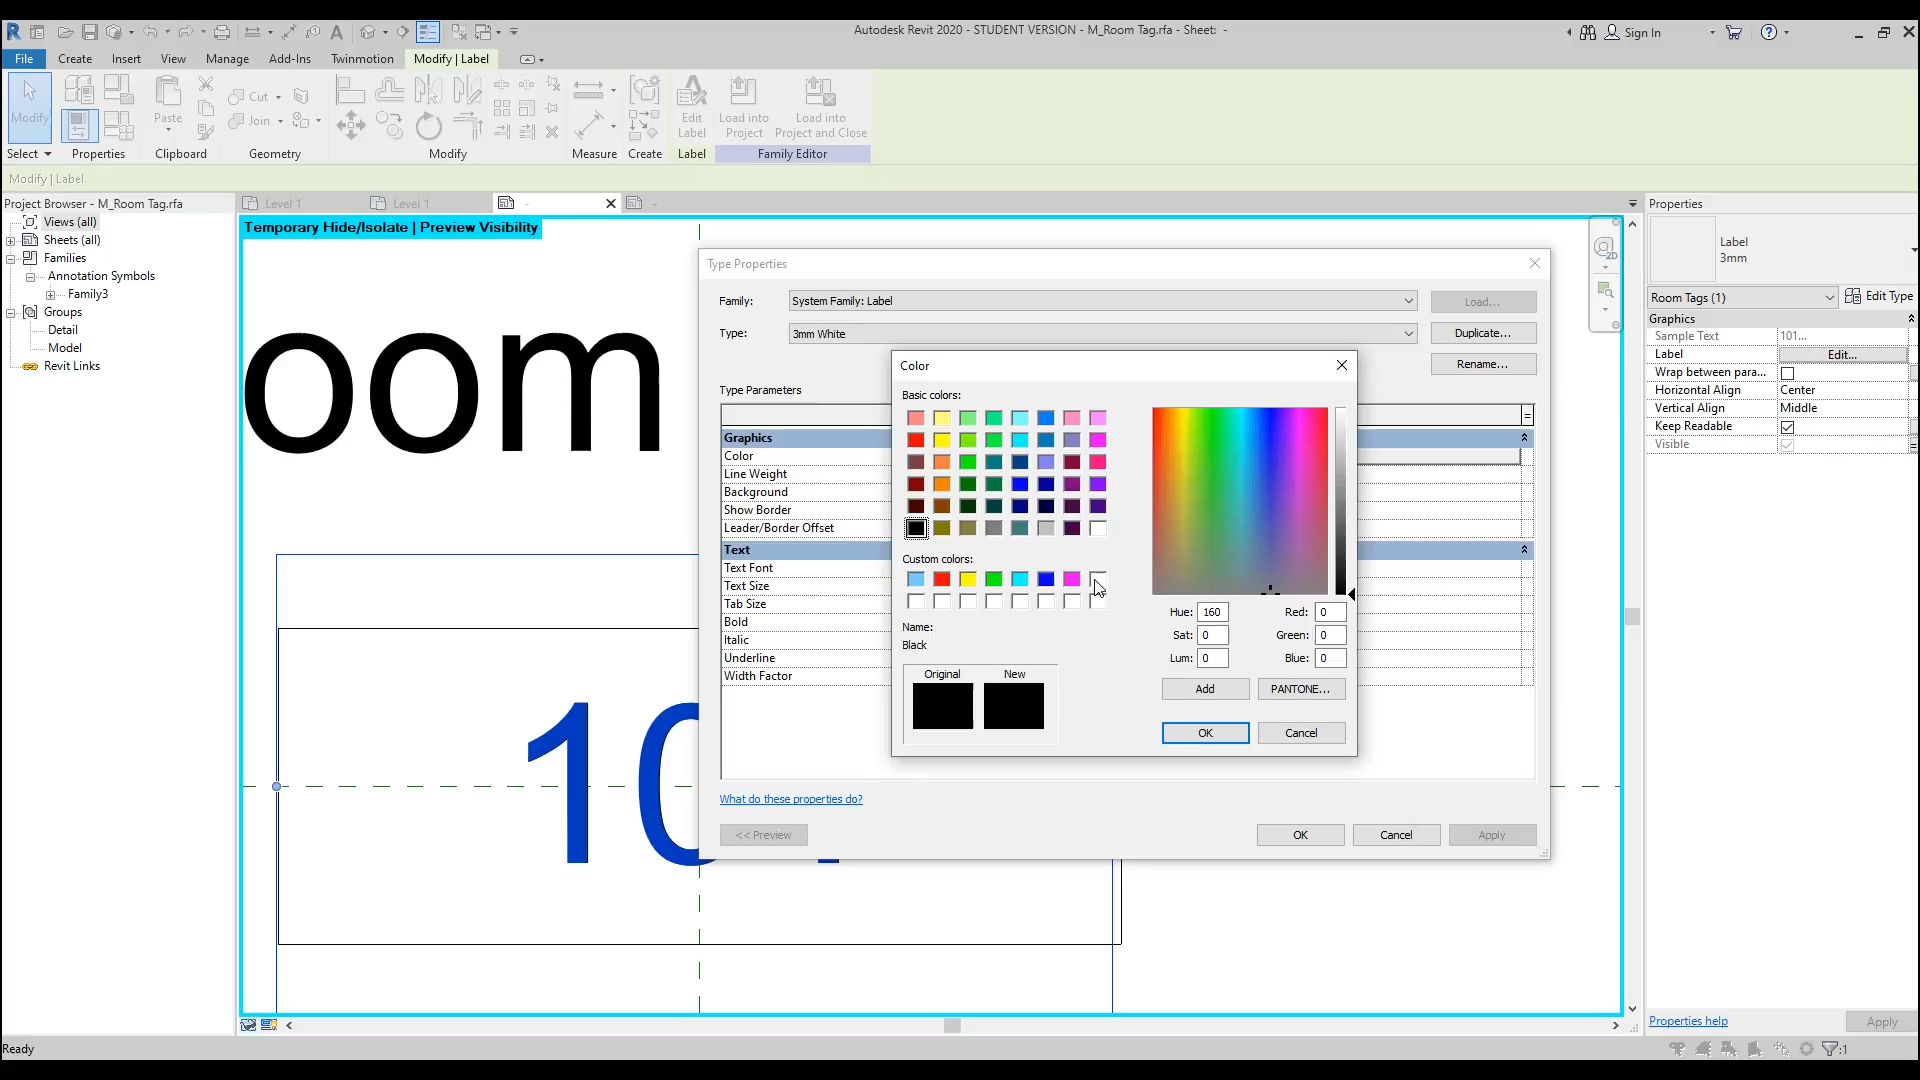 Autodesk Revit 2020 - STUDENT VERSION - M_Room Tag.rfa - Sheet: -
Sign In
File
Create
Insert
View
Manage
Add-Ins
Twinmotion
Modify | Label
Modify
Paste
Cut
Join
Edit
Label
Load into
Project
Load into
Project and Close
Select
Properties
Clipboard
Geometry
Modify
Measure
Create
Label
Family Editor
Modify | Label
Project Browser - M_Room Tag.rfa
Views (all)
Sheets (all)
Families
Annotation Symbols
Family3
Groups
Detail
Model
Revit Links
Level 1
Level 1
-
-
Temporary Hide/Isolate | Preview Visibility
oom
10
2D
Type Properties
Family:
System Family: Label
Load...
Type:
3mm White
Duplicate...
Rename...
Type Parameters
=
Graphics
Color
Line Weight
Background
Show Border
Leader/Border Offset
Text
Text Font
Text Size
Tab Size
Bold
Italic
Underline
Width Factor
What do these properties do?
<< Preview
OK
Cancel
Apply
Color
Basic colors:
Custom colors:
Name:
Black
Original
New
Hue: 160
Red: 0
Sat: 0
Green: 0
Lum: 0
Blue: 0
Add
PANTONE...
OK
Cancel
Properties
Label
3mm
Room Tags (1)
Edit Type
Graphics
Sample Text
101...
Label
Edit...
Wrap between para...
Horizontal Align
Center
Vertical Align
Middle
Keep Readable
Visible
Properties help
Apply
Ready
:1